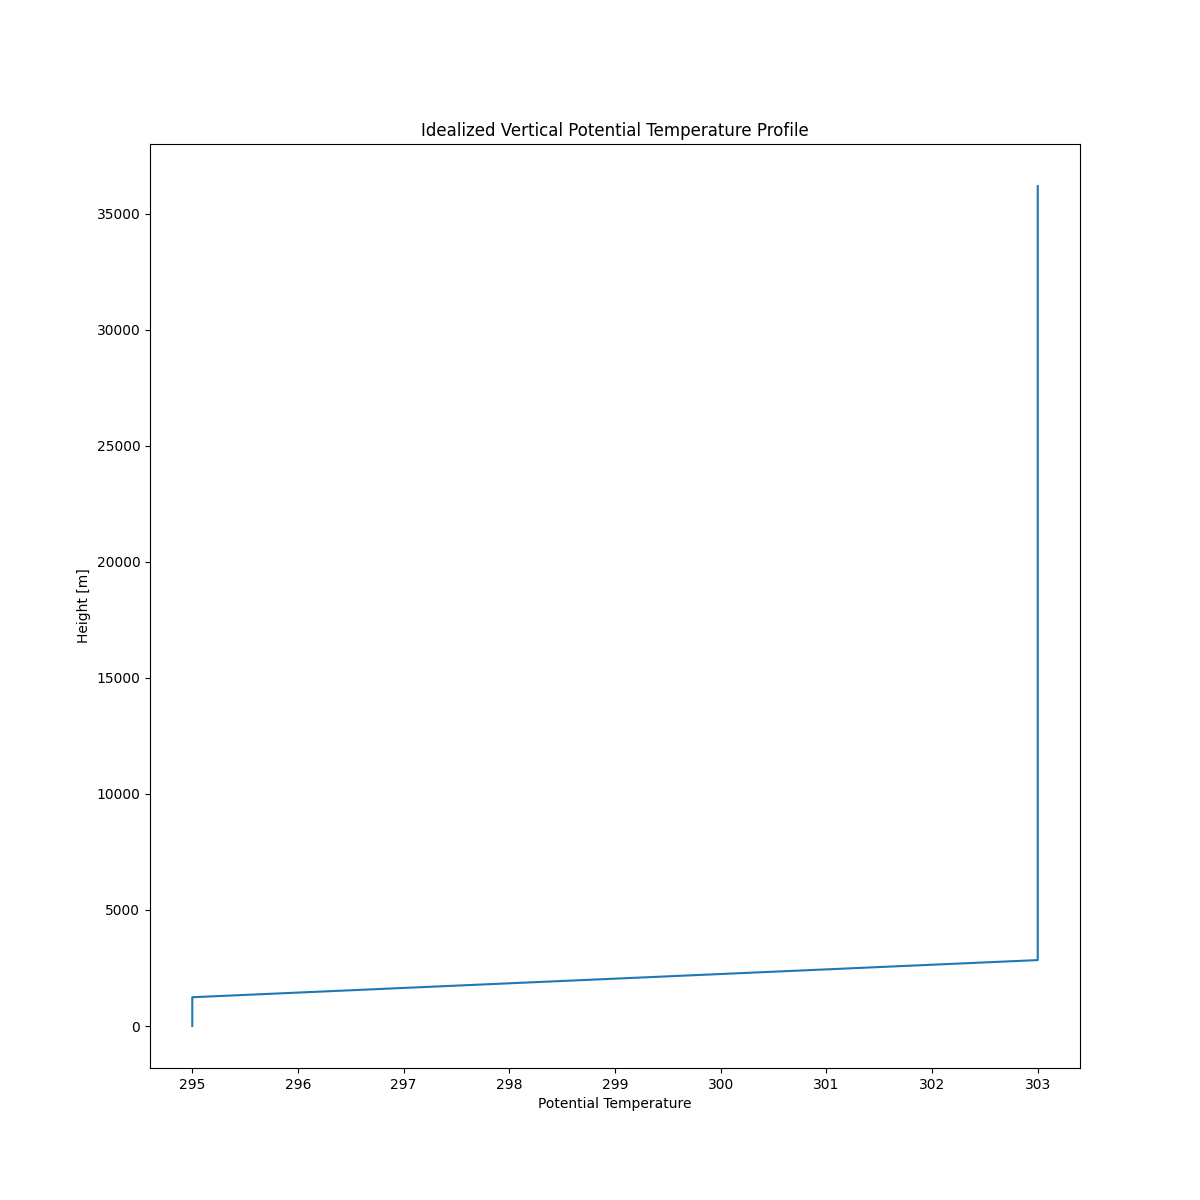 Idealized Vertical Potential Temperature Profile
35000
30000
25000
20000
15000
10000
5000
0
Height [m]
295 296 297 298 299 300 301 302 303
Potential Temperature